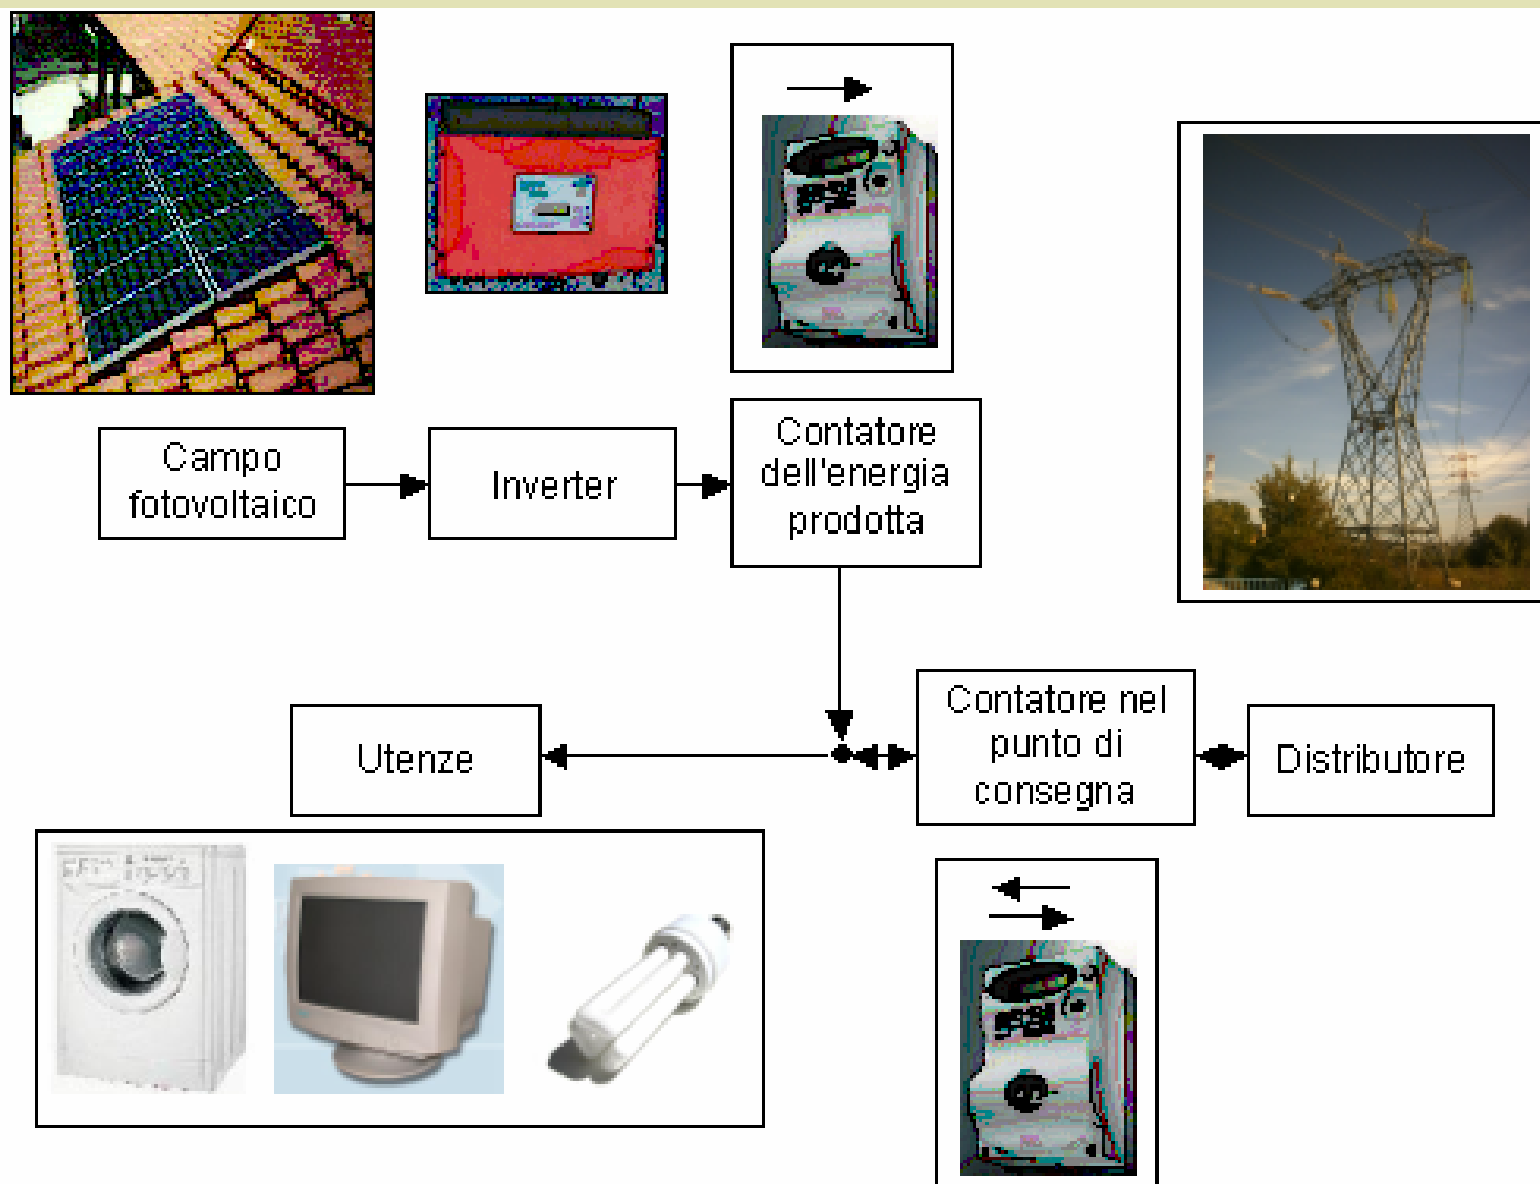 Campo
fotovoltaico
Inverter
Contatore
dell'energia
prodotta
Utenze
Contatore nel
punto di
consegna
Distributore